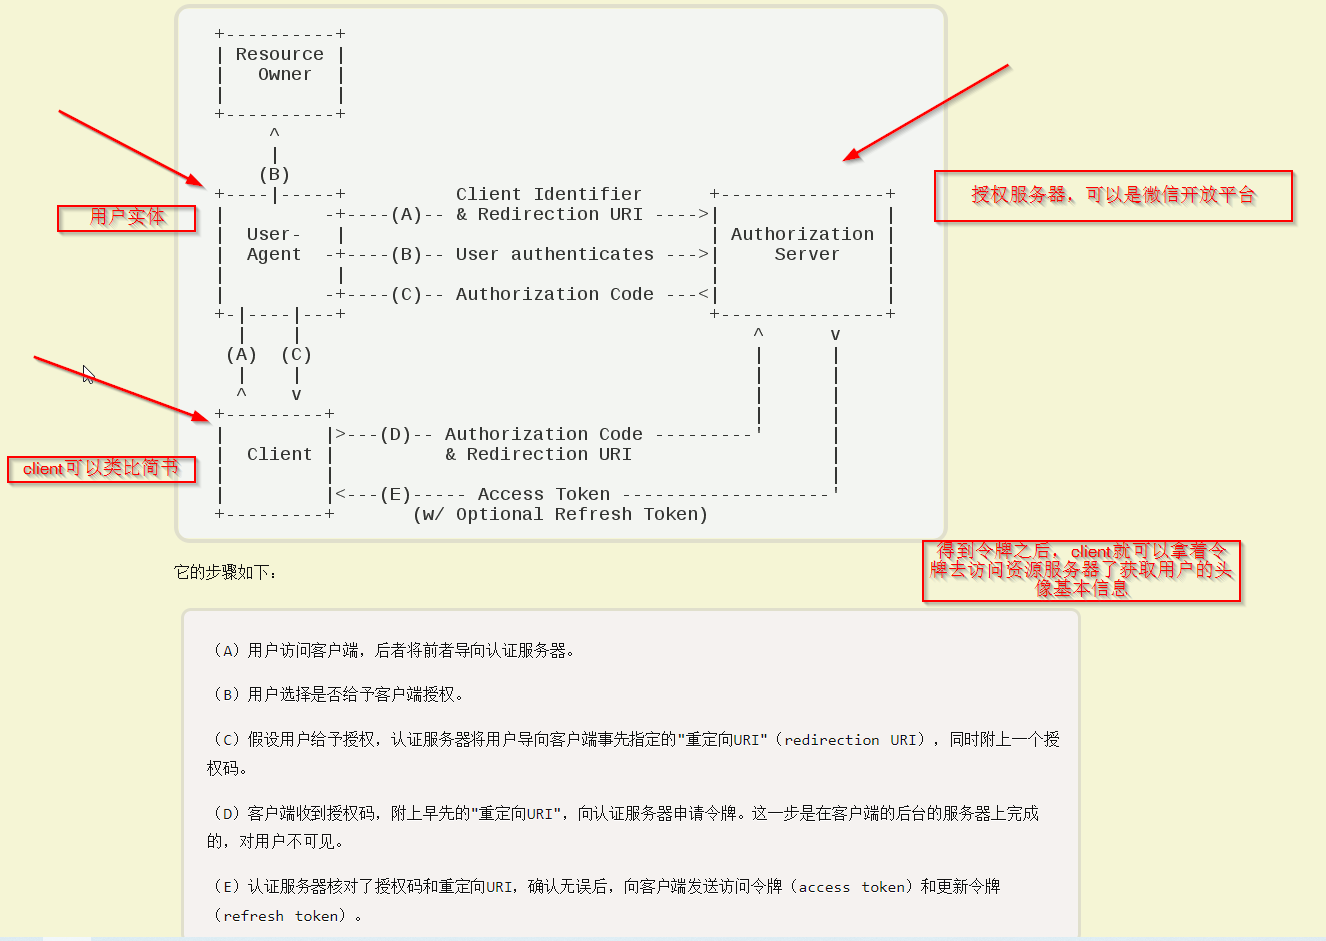 +----------+
| Resource |
|   Owner  |
|          |
+----------+
     ^
     |
    (B)
+----|-----+          Client Identifier      +---------------+
|         -+----(A)-- & Redirection URI ---->|               |
|  User-   |                                 | Authorization |
|  Agent  -+----(B)-- User authenticates --->|     Server    |
|          |                                 |               |
|         -+----(C)-- Authorization Code ---<|               |
+-|----|---+                                 +---------------+
  |    |                                         ^      v
 (A)  (C)                                        |      |
  |    |                                         |      |
  ^    v                                         |      |
+---------+                                      |      |
|         |>---(D)-- Authorization Code ---------'      |
|  Client |          & Redirection URI                  |
|         |                                             |
|         |<---(E)----- Access Token -------------------'
+---------+       (w/ Optional Refresh Token)
用户实体
授权服务器，可以是微信开放平台
client可以类比简书
得到令牌之后，client就可以拿着令
牌去访问资源服务器了获取用户的头
像基本信息
它的步骤如下：
（A）用户访问客户端，后者将前者导向认证服务器。
（B）用户选择是否给予客户端授权。
（C）假设用户给予授权，认证服务器将用户导向客户端事先指定的"重定向URI"（redirection URI），同时附上一个授
权码。
（D）客户端收到授权码，附上早先的"重定向URI"，向认证服务器申请令牌。这一步是在客户端的后台的服务器上完成
的，对用户不可见。
（E）认证服务器核对了授权码和重定向URI，确认无误后，向客户端发送访问令牌（access token）和更新令牌
（refresh token）。